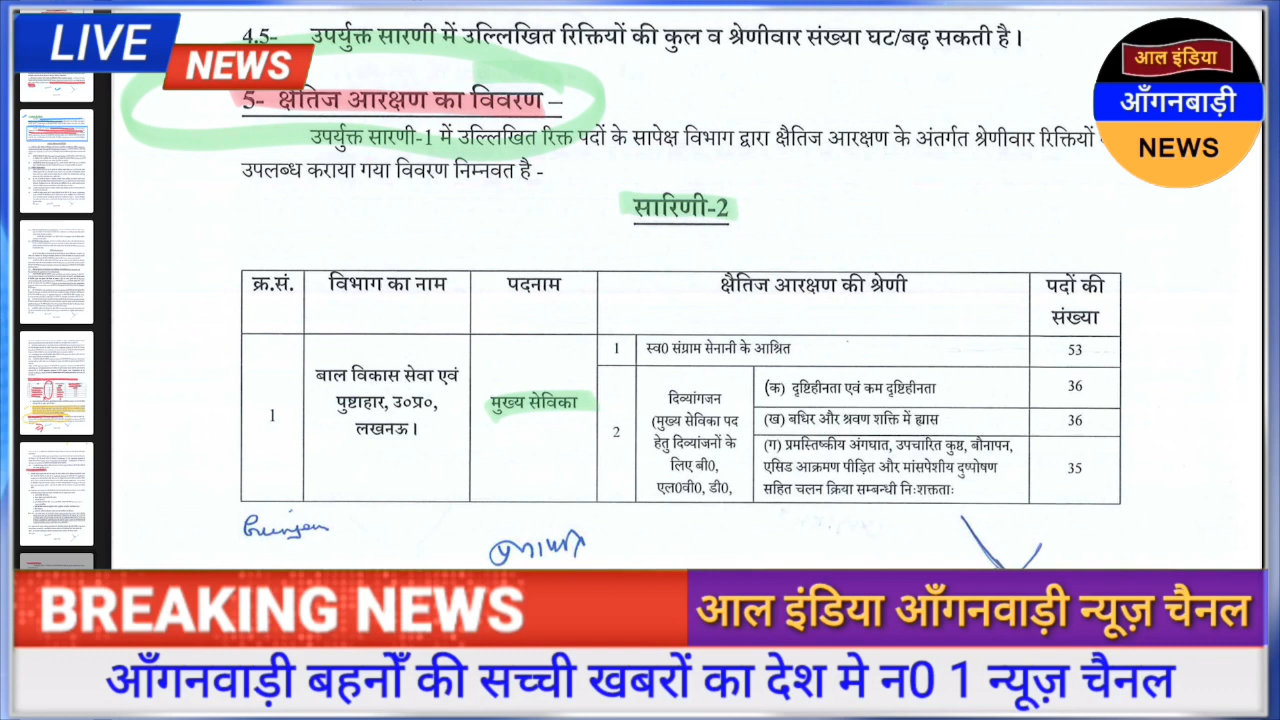 LIVE
NEWS
आल इंडिया
ऑंगनबाड़ी
NEWS
4.5- उपर्युक्त सारणी में उल्लिखित रिक्तियों की कुल व श्रेणीवार संख्या घट/बढ़ सकती है।
5- क्षैतिज आरक्षण का विवरण –
उपर्युक्त सारणी-1 में उल्लिखित रिक्त पदों के सापेक्ष विभाग द्वारा क्षैतिज आरक्षण के अंतर्गत श्रेणीवार रिक्तियों
उपलब्ध कराया गया विवरण निम्नवत है -
सारिणी-2
क्र.सं. विभाग का नाम पदनाम क्षैतिज आरक्षण की श्रेणी पदों की
संख्या
1 स्व0 संग्राम सेनानी के आश्रित 53
1 बाल विकास सेवा एवं
पुष्टाहार, उ०प्र०,
लखनऊ।
मुख्य सेविका
2 दिव्यांगजन
(मुख्य सेविका पद
हेतु दिव्यांजनों के
लिए बी0,
एल0वी0, डी0,
(क) दृष्टिहीनता एवं कम दृष्टिहीनता 36
(ख) बधिर और श्रवण शक्ति में ह्रास 36
(ग) प्रमस्तिष्कीय अंगघात, उपचारित कुष्ठ, बौनापन,
एसिड आक्रमण पीड़ित और मांसपेशीय दुष्पोषण 35
सहित चलनक्रिया सम्बन्धी निःशक्तताः
BREAKING NEWS
आल इंडिया ऑंगनवाड़ी न्यूज़ चैनल
ऑंगनवाड़ी बहनोँ की सच्ची खबरों का देश मे न0 1 न्यूज़ चैनल